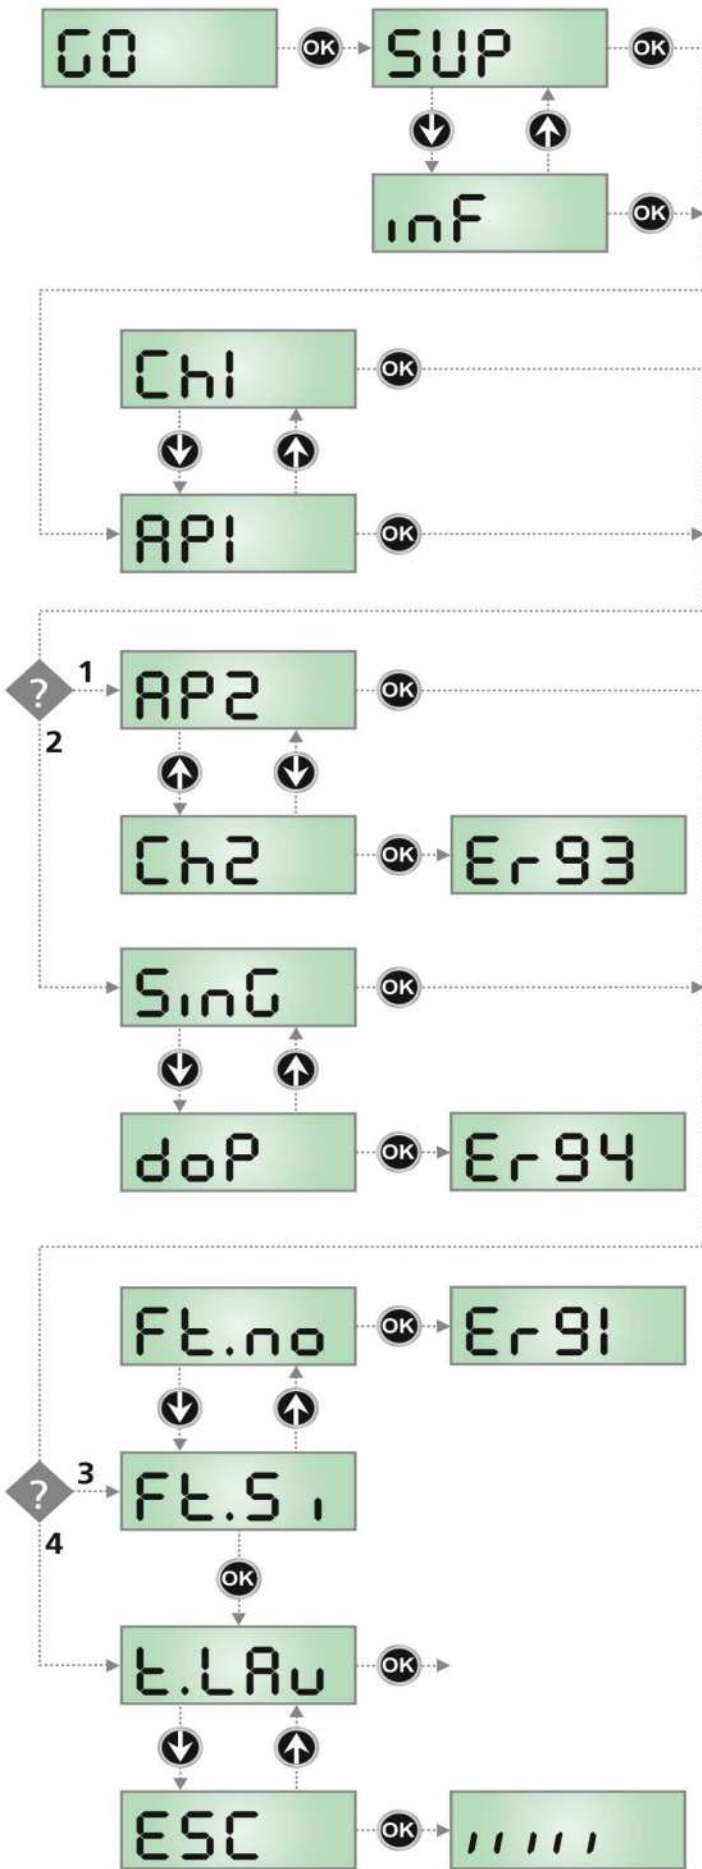 GO OK SUP OK
inF OK
Ch1 OK
AP1 OK
? 1 AP2 OK
2
Ch2 OK Er93
SinG OK
doP OK Er94
Ft.no OK Er91
? 3 Ft.Si
4
OK
t.LAv OK
ESC OK